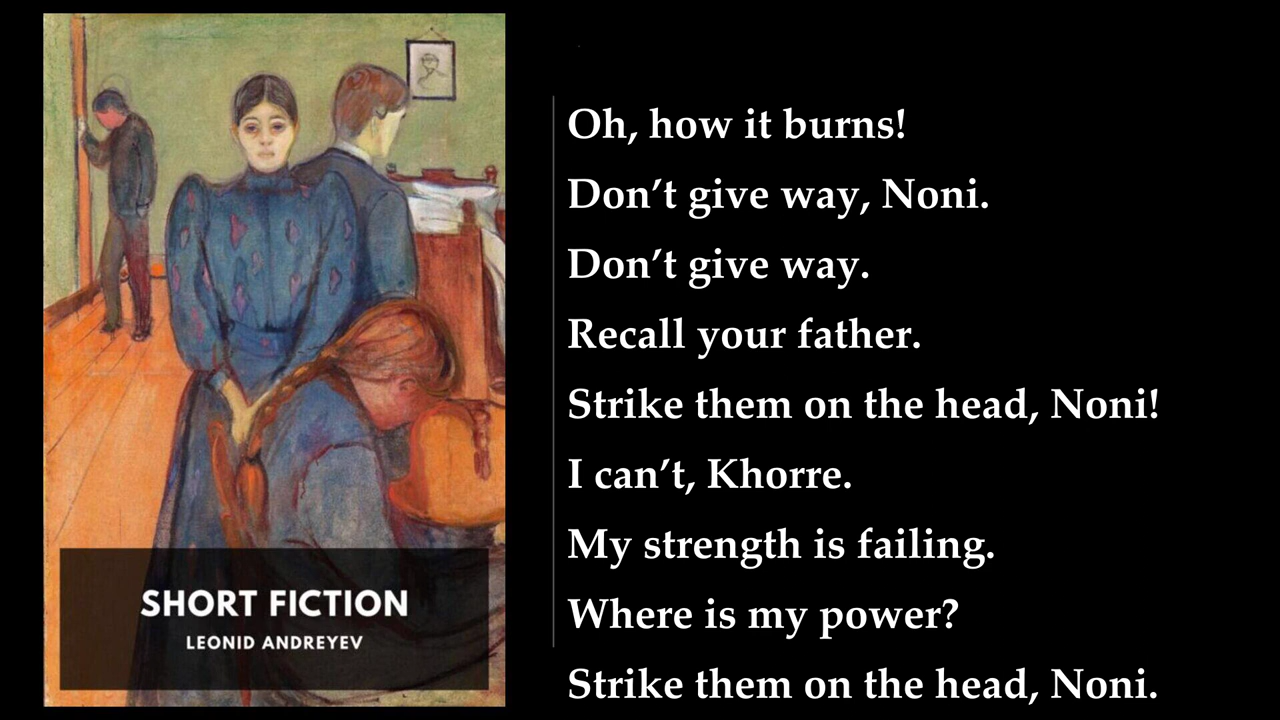 SHORT FICTION
LEONID ANDREYEV
Oh, how it burns!
Don’t give way, Noni.
Don’t give way.
Recall your father.
Strike them on the head, Noni!
I can’t, Khorre.
My strength is failing.
Where is my power?
Strike them on the head, Noni.